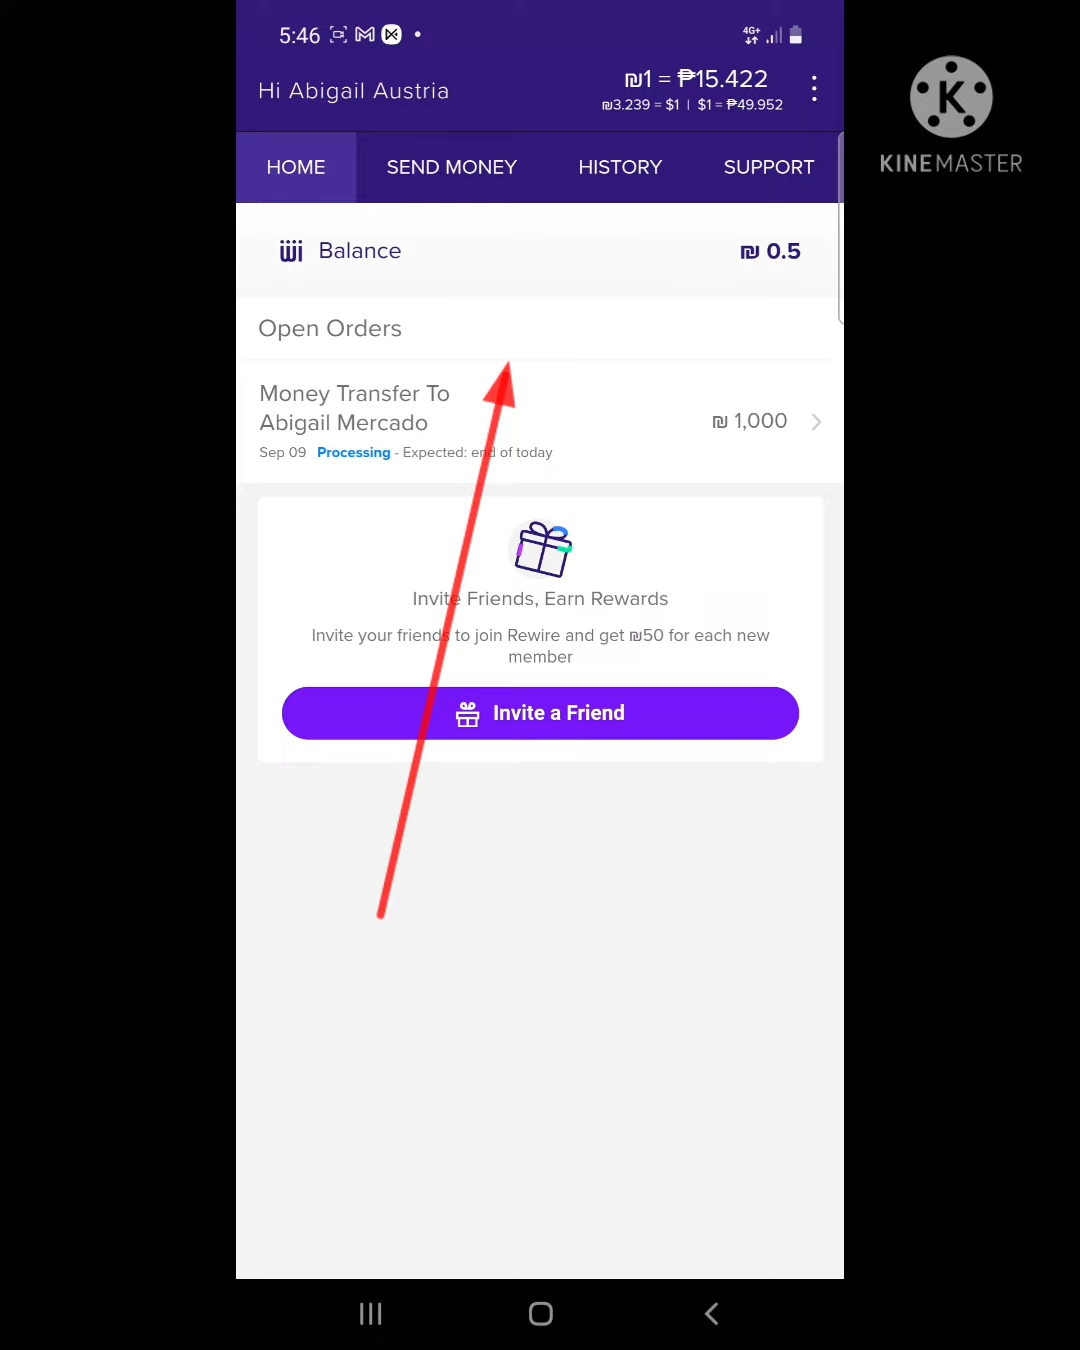 5:46
4G+
Hi Abigail Austria
₪1 = ₱15.422
₪3.239 = $1 | $1 = ₱49.952
HOME
SEND MONEY
HISTORY
SUPPORT
Balance
₪ 0.5
Open Orders
Money Transfer To
Abigail Mercado
₪ 1,000
Sep 09 Processing - Expected: end of today
Invite Friends, Earn Rewards
Invite your friends to join Rewire and get ₪50 for each new
member
Invite a Friend
K
KINEMASTER